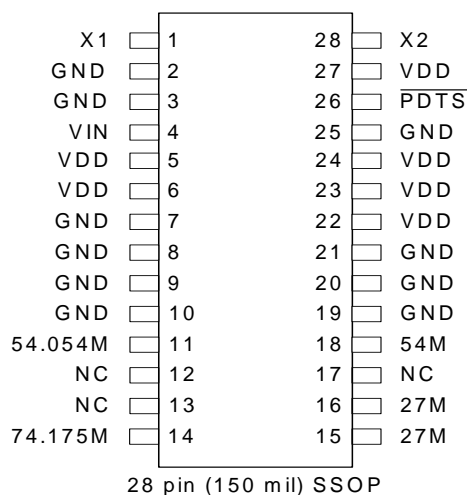 X1 1 28 X2
GND 2 27 VDD
GND 3 26 PDTS
VIN 4 25 GND
VDD 5 24 VDD
VDD 6 23 VDD
GND 7 22 VDD
GND 8 21 GND
GND 9 20 GND
GND 10 19 GND
54.054M 11 18 54M
NC 12 17 NC
NC 13 16 27M
74.175M 14 15 27M
28 pin (150 mil) SSOP